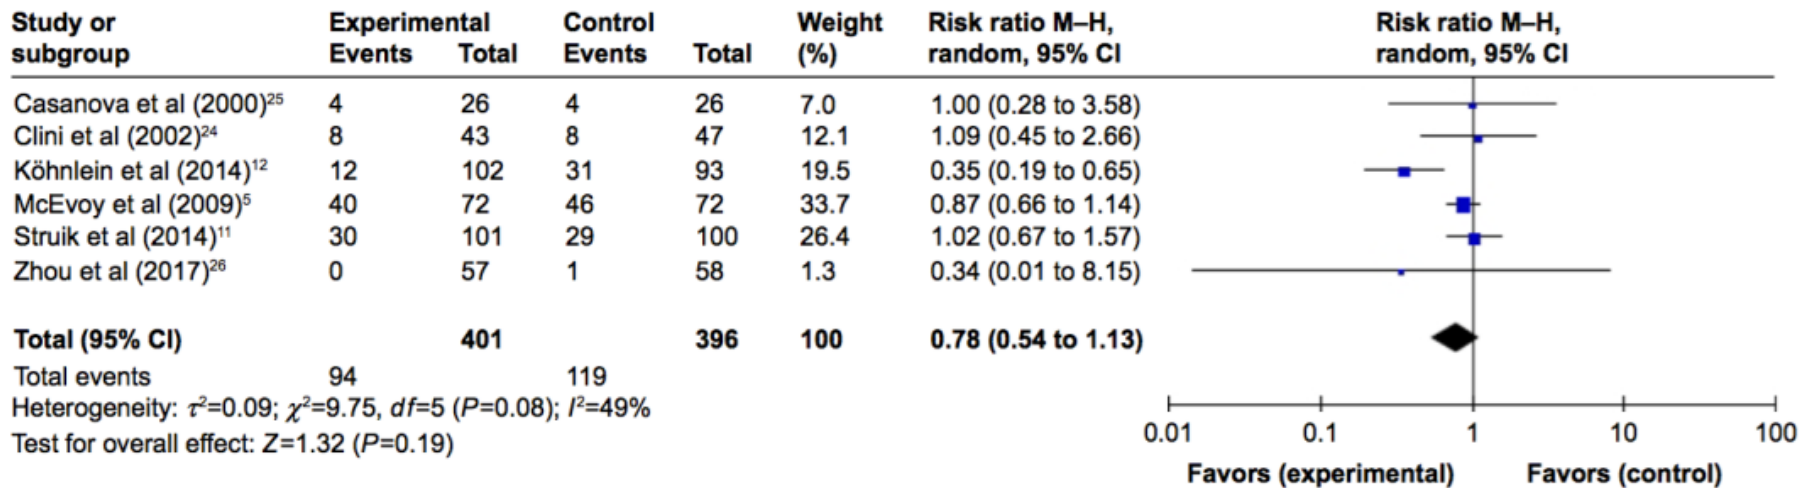 Study or Experimental Control Weight Risk ratio M–H, Risk ratio M–H,
subgroup Events Total Events Total (%) random, 95% CI random, 95% CI
Casanova et al (2000)²⁵ 4 26 4 26 7.0 1.00 (0.28 to 3.58)
Clini et al (2002)²⁴ 8 43 8 47 12.1 1.09 (0.45 to 2.66)
Köhnlein et al (2014)¹² 12 102 31 93 19.5 0.35 (0.19 to 0.65)
McEvoy et al (2009)⁵ 40 72 46 72 33.7 0.87 (0.66 to 1.14)
Struik et al (2014)¹¹ 30 101 29 100 26.4 1.02 (0.67 to 1.57)
Zhou et al (2017)²⁶ 0 57 1 58 1.3 0.34 (0.01 to 8.15)
Total (95% CI) 401 396 100 0.78 (0.54 to 1.13)
Total events 94 119
Heterogeneity: τ²=0.09; χ²=9.75, df=5 (P=0.08); I²=49%
Test for overall effect: Z=1.32 (P=0.19)
0.01 0.1 1 10 100
Favors (experimental) Favors (control)